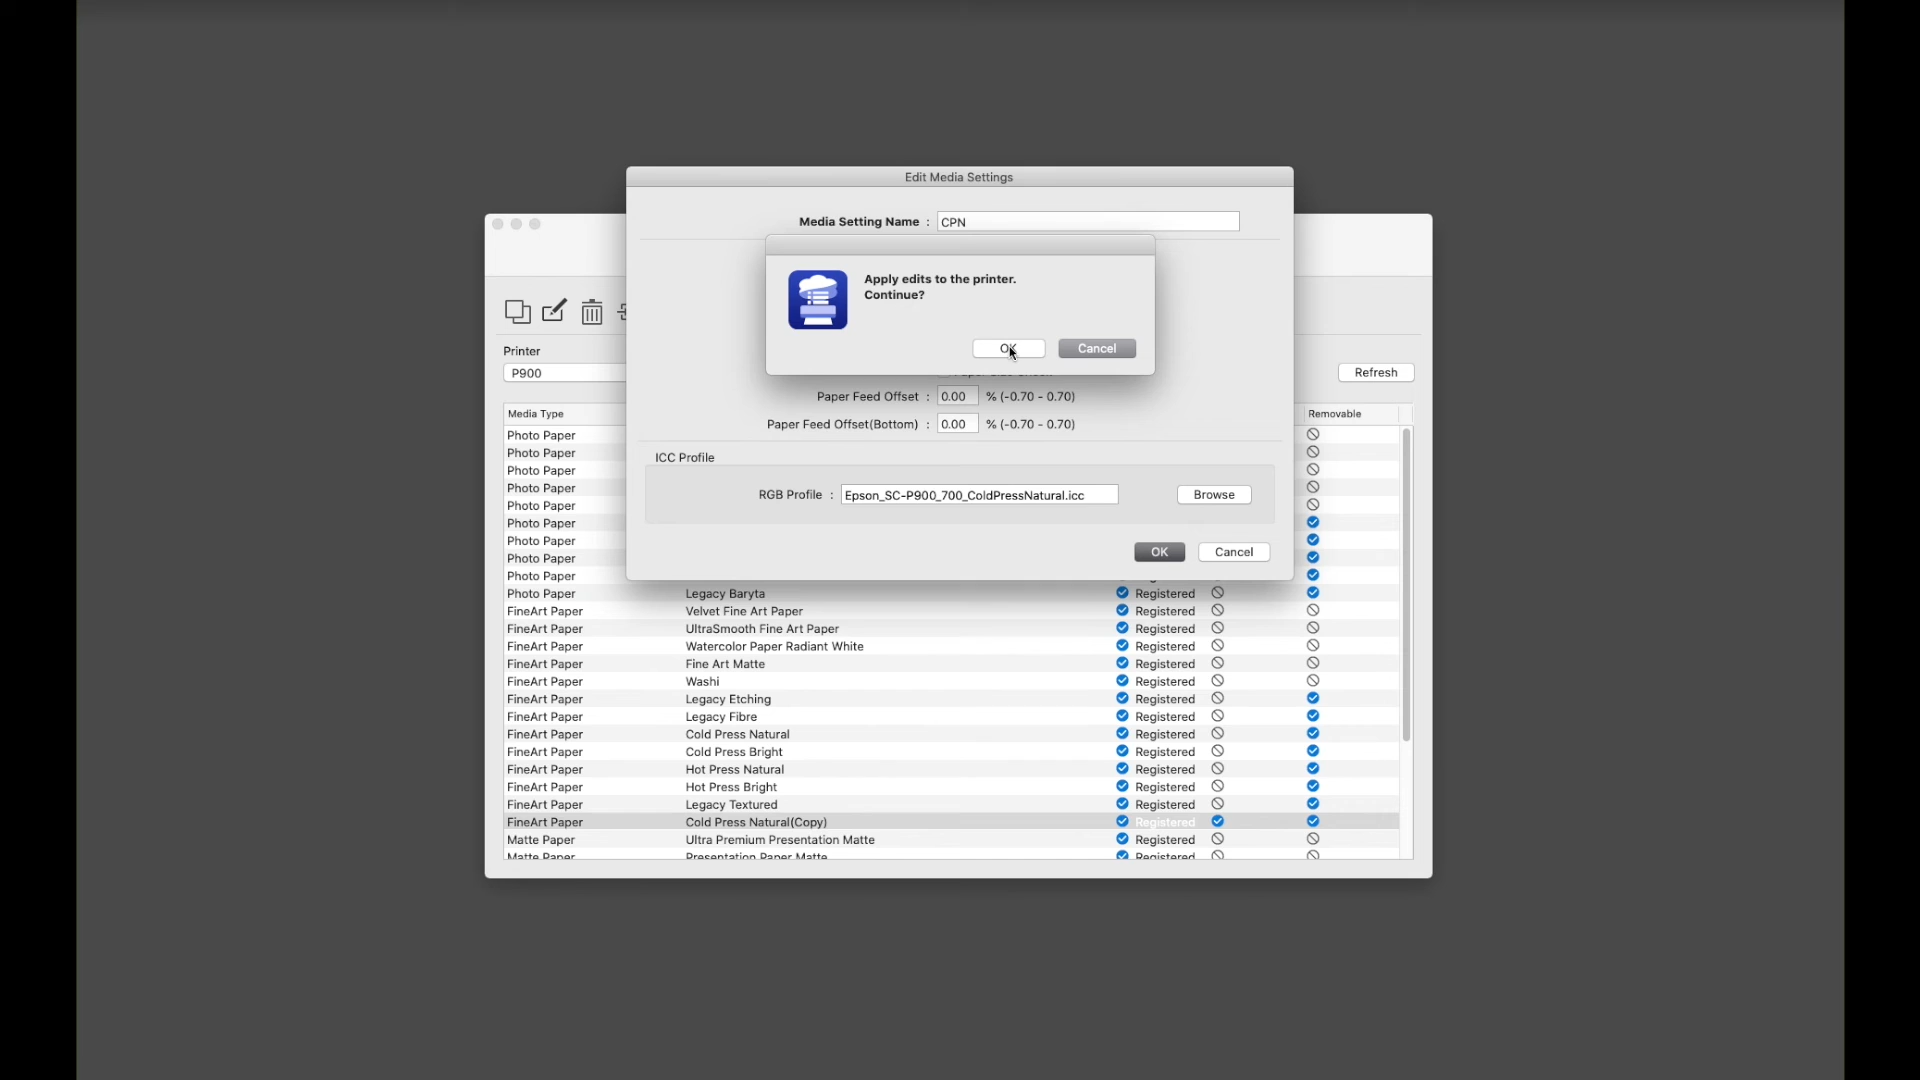 Edit Media Settings
Media Setting Name : CPN
Apply edits to the printer.
Continue?
OK Cancel
Printer
P900
Refresh
Paper Feed Offset : 0.00 % (-0.70 - 0.70)
Paper Feed Offset(Bottom) : 0.00 % (-0.70 - 0.70)
ICC Profile
RGB Profile : Epson_SC-P900_700_ColdPressNatural.icc Browse
OK Cancel
Media Type Removable
Photo Paper
Photo Paper
Photo Paper
Photo Paper
Photo Paper
Photo Paper
Photo Paper
Photo Paper
Photo Paper
Photo Paper Legacy Baryta Registered
FineArt Paper Velvet Fine Art Paper Registered
FineArt Paper UltraSmooth Fine Art Paper Registered
FineArt Paper Watercolor Paper Radiant White Registered
FineArt Paper Fine Art Matte Registered
FineArt Paper Washi Registered
FineArt Paper Legacy Etching Registered
FineArt Paper Legacy Fibre Registered
FineArt Paper Cold Press Natural Registered
FineArt Paper Cold Press Bright Registered
FineArt Paper Hot Press Natural Registered
FineArt Paper Hot Press Bright Registered
FineArt Paper Legacy Textured Registered
FineArt Paper Cold Press Natural(Copy) Registered
Matte Paper Ultra Premium Presentation Matte Registered
Matte Paper Presentation Paper Matte Registered